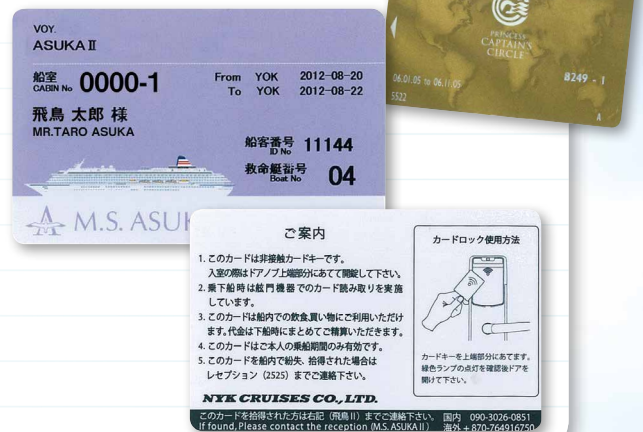 VOY.
ASUKA II
船室
CABIN No 0000-1
From YOK 2012-08-20
To YOK 2012-08-22
飛鳥 太郎 様
MR.TARO ASUKA
船客番号
ID No 11144
救命艇番号
Boat No 04
M.S. ASUK
PRINCESS
CAPTAIN'S
CIRCLE
06.01.05 to 06.11.05
8249 - 1
5522
A
ご案内
1. このカードは非接触カードキーです。
入室の際はドアノブ上端部分にあてて開錠して下さい。
2. 乗下船時は舷門機器でのカード読み取りを実施
しています。
3. このカードは船内での飲食,買い物にご利用いただけ
ます。代金は下船時にまとめてご精算いただきます。
4. このカードはご本人の乗船期間のみ有効です。
5. このカードを船内で紛失、拾得された場合は
レセプション（2525）までご連絡下さい。
カードロック使用方法
カードキーを上端部分にあてます。
緑色ランプの点灯を確認後ドアを
開けて下さい。
NYK CRUISES CO., LTD.
このカードを拾得された方は右記（飛鳥II）までご連絡下さい。 国内 090-3026-0851
If found, Please contact the reception (M.S. ASUKA II) 海外 + 870-764916750